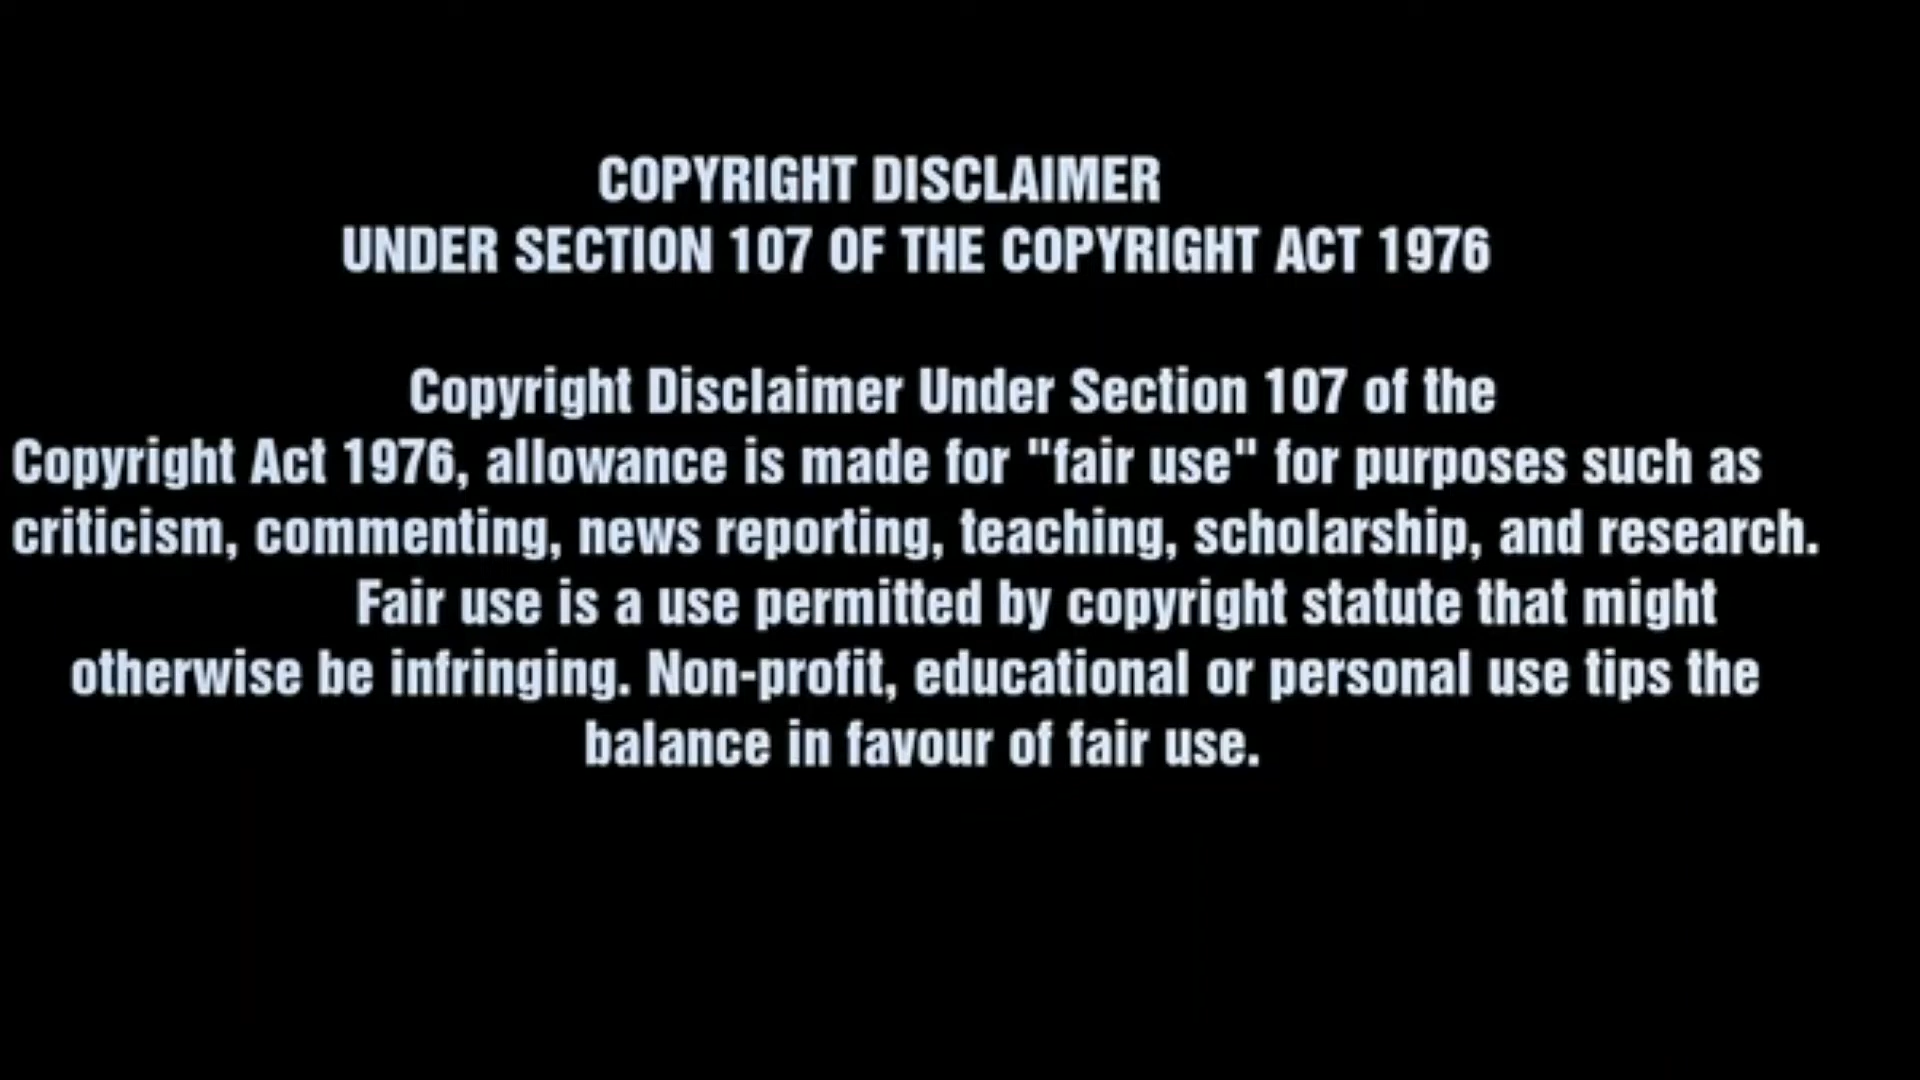 COPYRIGHT DISCLAIMER
UNDER SECTION 107 OF THE COPYRIGHT ACT 1976
Copyright Disclaimer Under Section 107 of the
Copyright Act 1976, allowance is made for "fair use" for purposes such as
criticism, commenting, news reporting, teaching, scholarship, and research.
Fair use is a use permitted by copyright statute that might
otherwise be infringing. Non-profit, educational or personal use tips the
balance in favour of fair use.